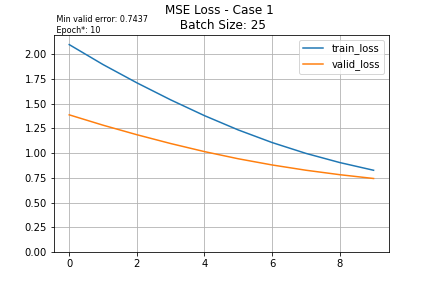 MSE Loss - Case 1
Batch Size: 25
Min valid error: 0.7437
Epoch*: 10
train_loss
valid_loss
2.00
1.75
1.50
1.25
1.00
0.75
0.50
0.25
0.00
0 2 4 6 8